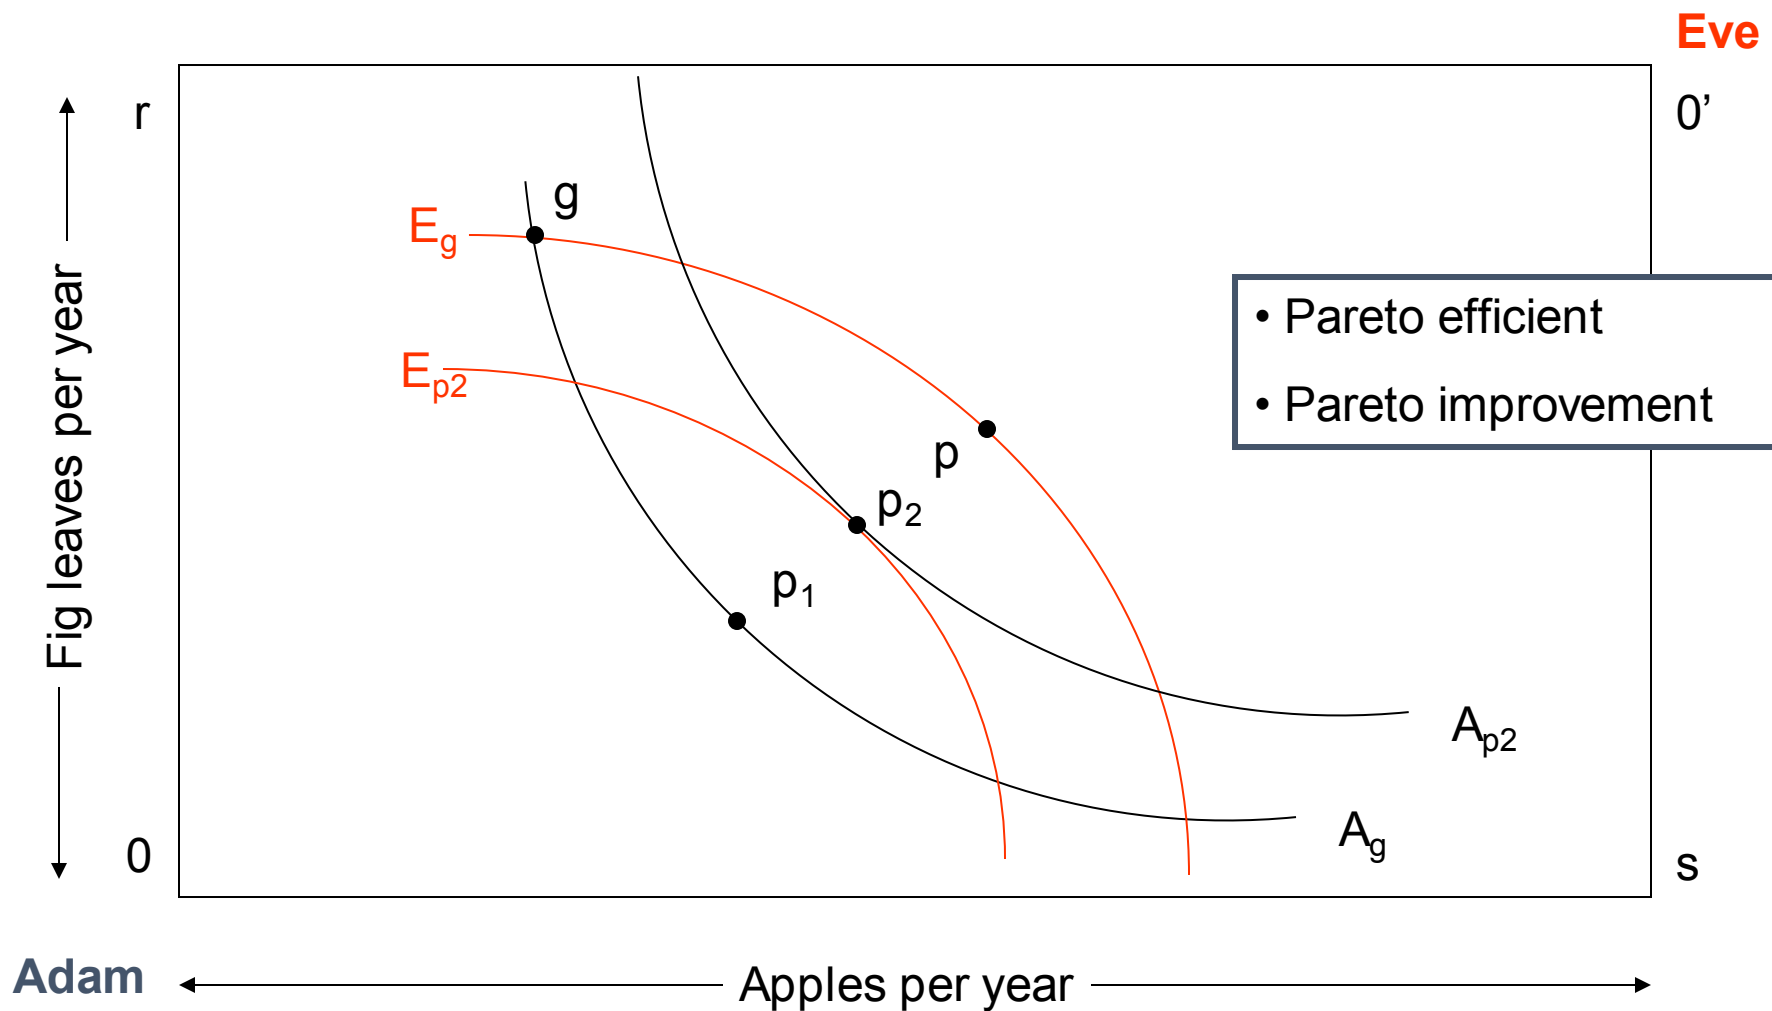 Eve
r
0’
g
Eg
Fig leaves per year
• Pareto efficient
Ep2
• Pareto improvement
p
p2
p1
Ap2
Ag
0
s
Adam
Apples per year